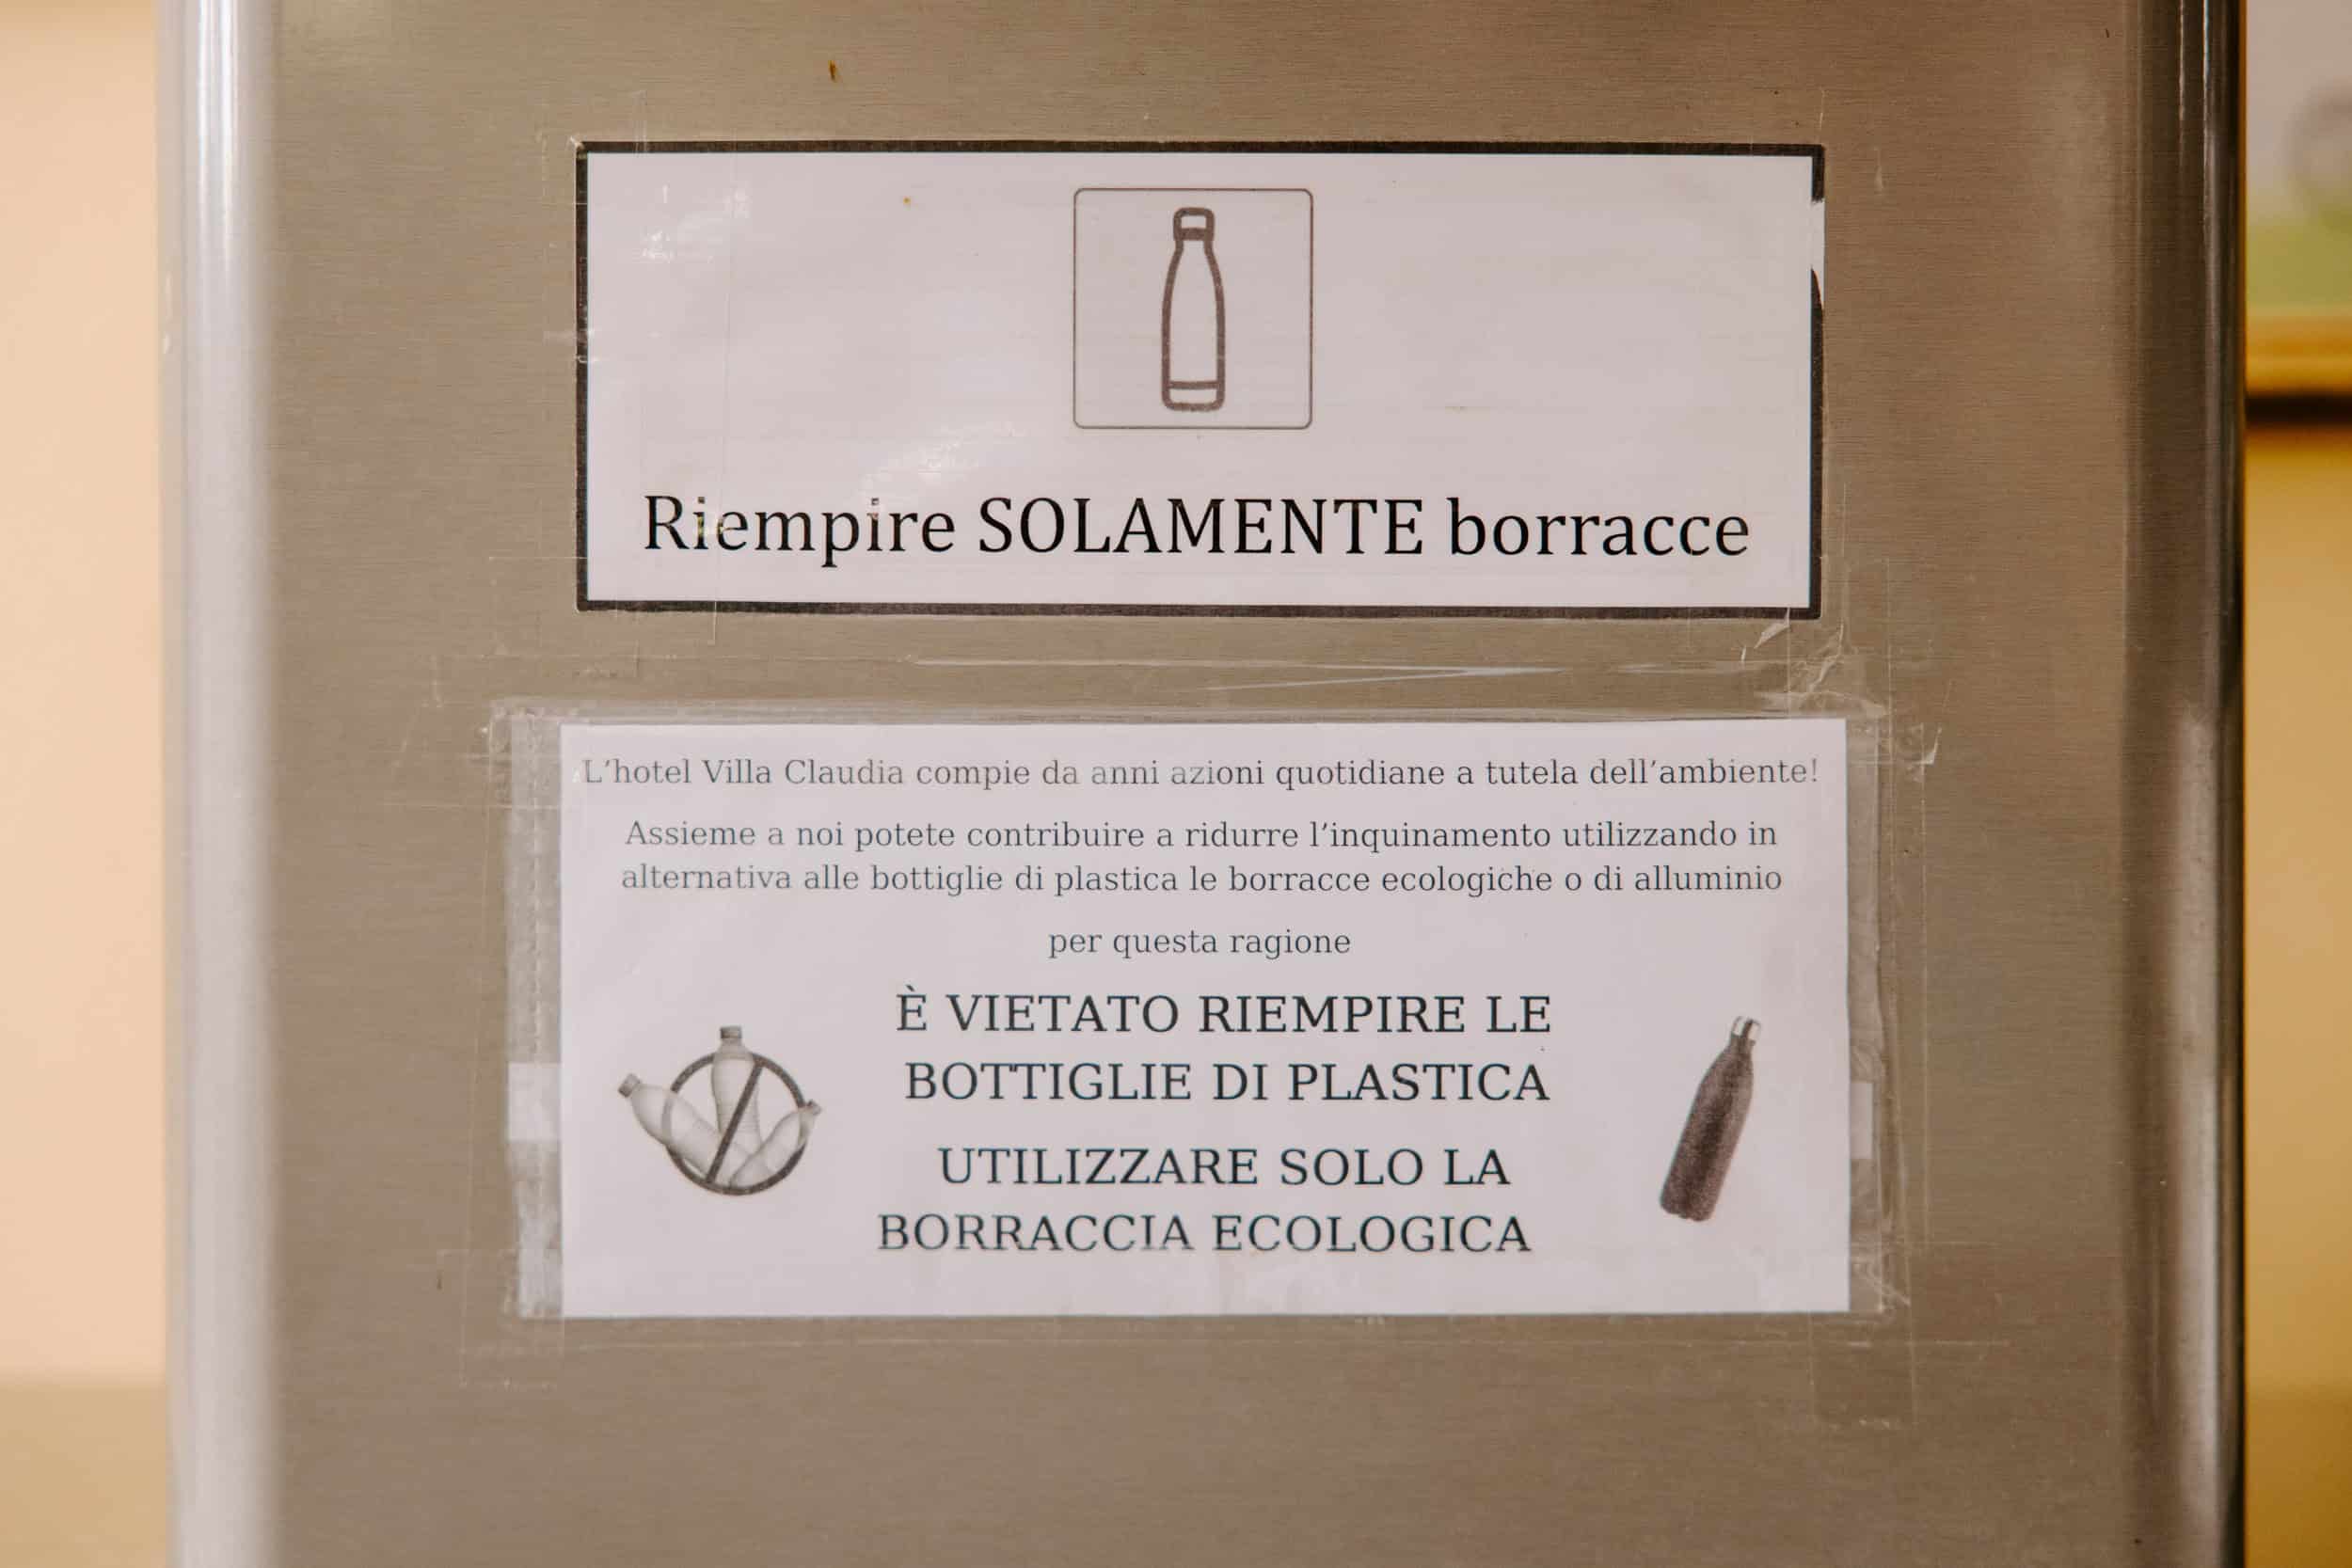 Riempire SOLAMENTE borracce
L'hotel Villa Claudia compie da anni azioni quotidiane a tutela dell'ambiente!
Assieme a noi potete contribuire a ridurre l'inquinamento utilizzando in
alternativa alle bottiglie di plastica le borracce ecologiche o di alluminio
per questa ragione
È VIETATO RIEMPIRE LE
BOTTIGLIE DI PLASTICA
UTILIZZARE SOLO LA
BORRACCIA ECOLOGICA